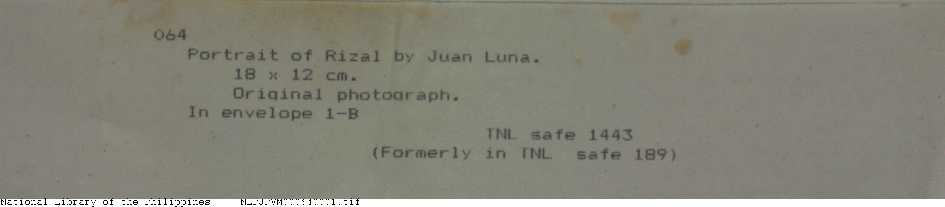 064
Portrait of Rizal by Juan Luna.
18 x 12 cm.
Original photograph.
In envelope 1-B
TNL safe 1443
(Formerly in TNL safe 189)
National Library of the Philippines